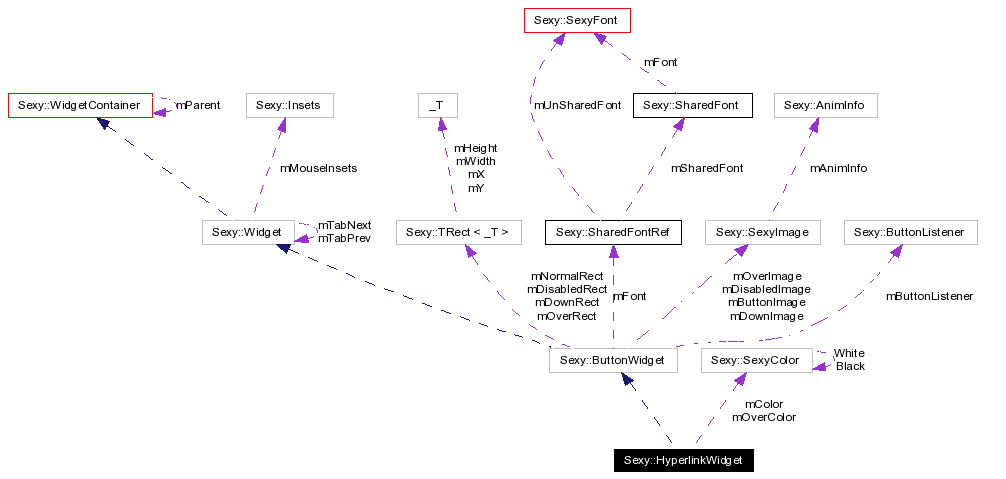 Sexy::SexyFont
mFont
Sexy::WidgetContainer
mParent
Sexy::Insets
_T
mUnSharedFont
Sexy::SharedFont
Sexy::AnimInfo
mHeight
mWidth
mX
mY
mMouseInsets
mSharedFont
mAnimInfo
Sexy::Widget
mTabNext
mTabPrev
Sexy::TRect < _T >
Sexy::SharedFontRef
Sexy::SexyImage
Sexy::ButtonListener
mNormalRect
mDisabledRect
mDownRect
mOverRect
mFont
mOverImage
mDisabledImage
mButtonImage
mDownImage
mButtonListener
Sexy::ButtonWidget
Sexy::SexyColor
White
Black
mColor
mOverColor
Sexy::HyperlinkWidget